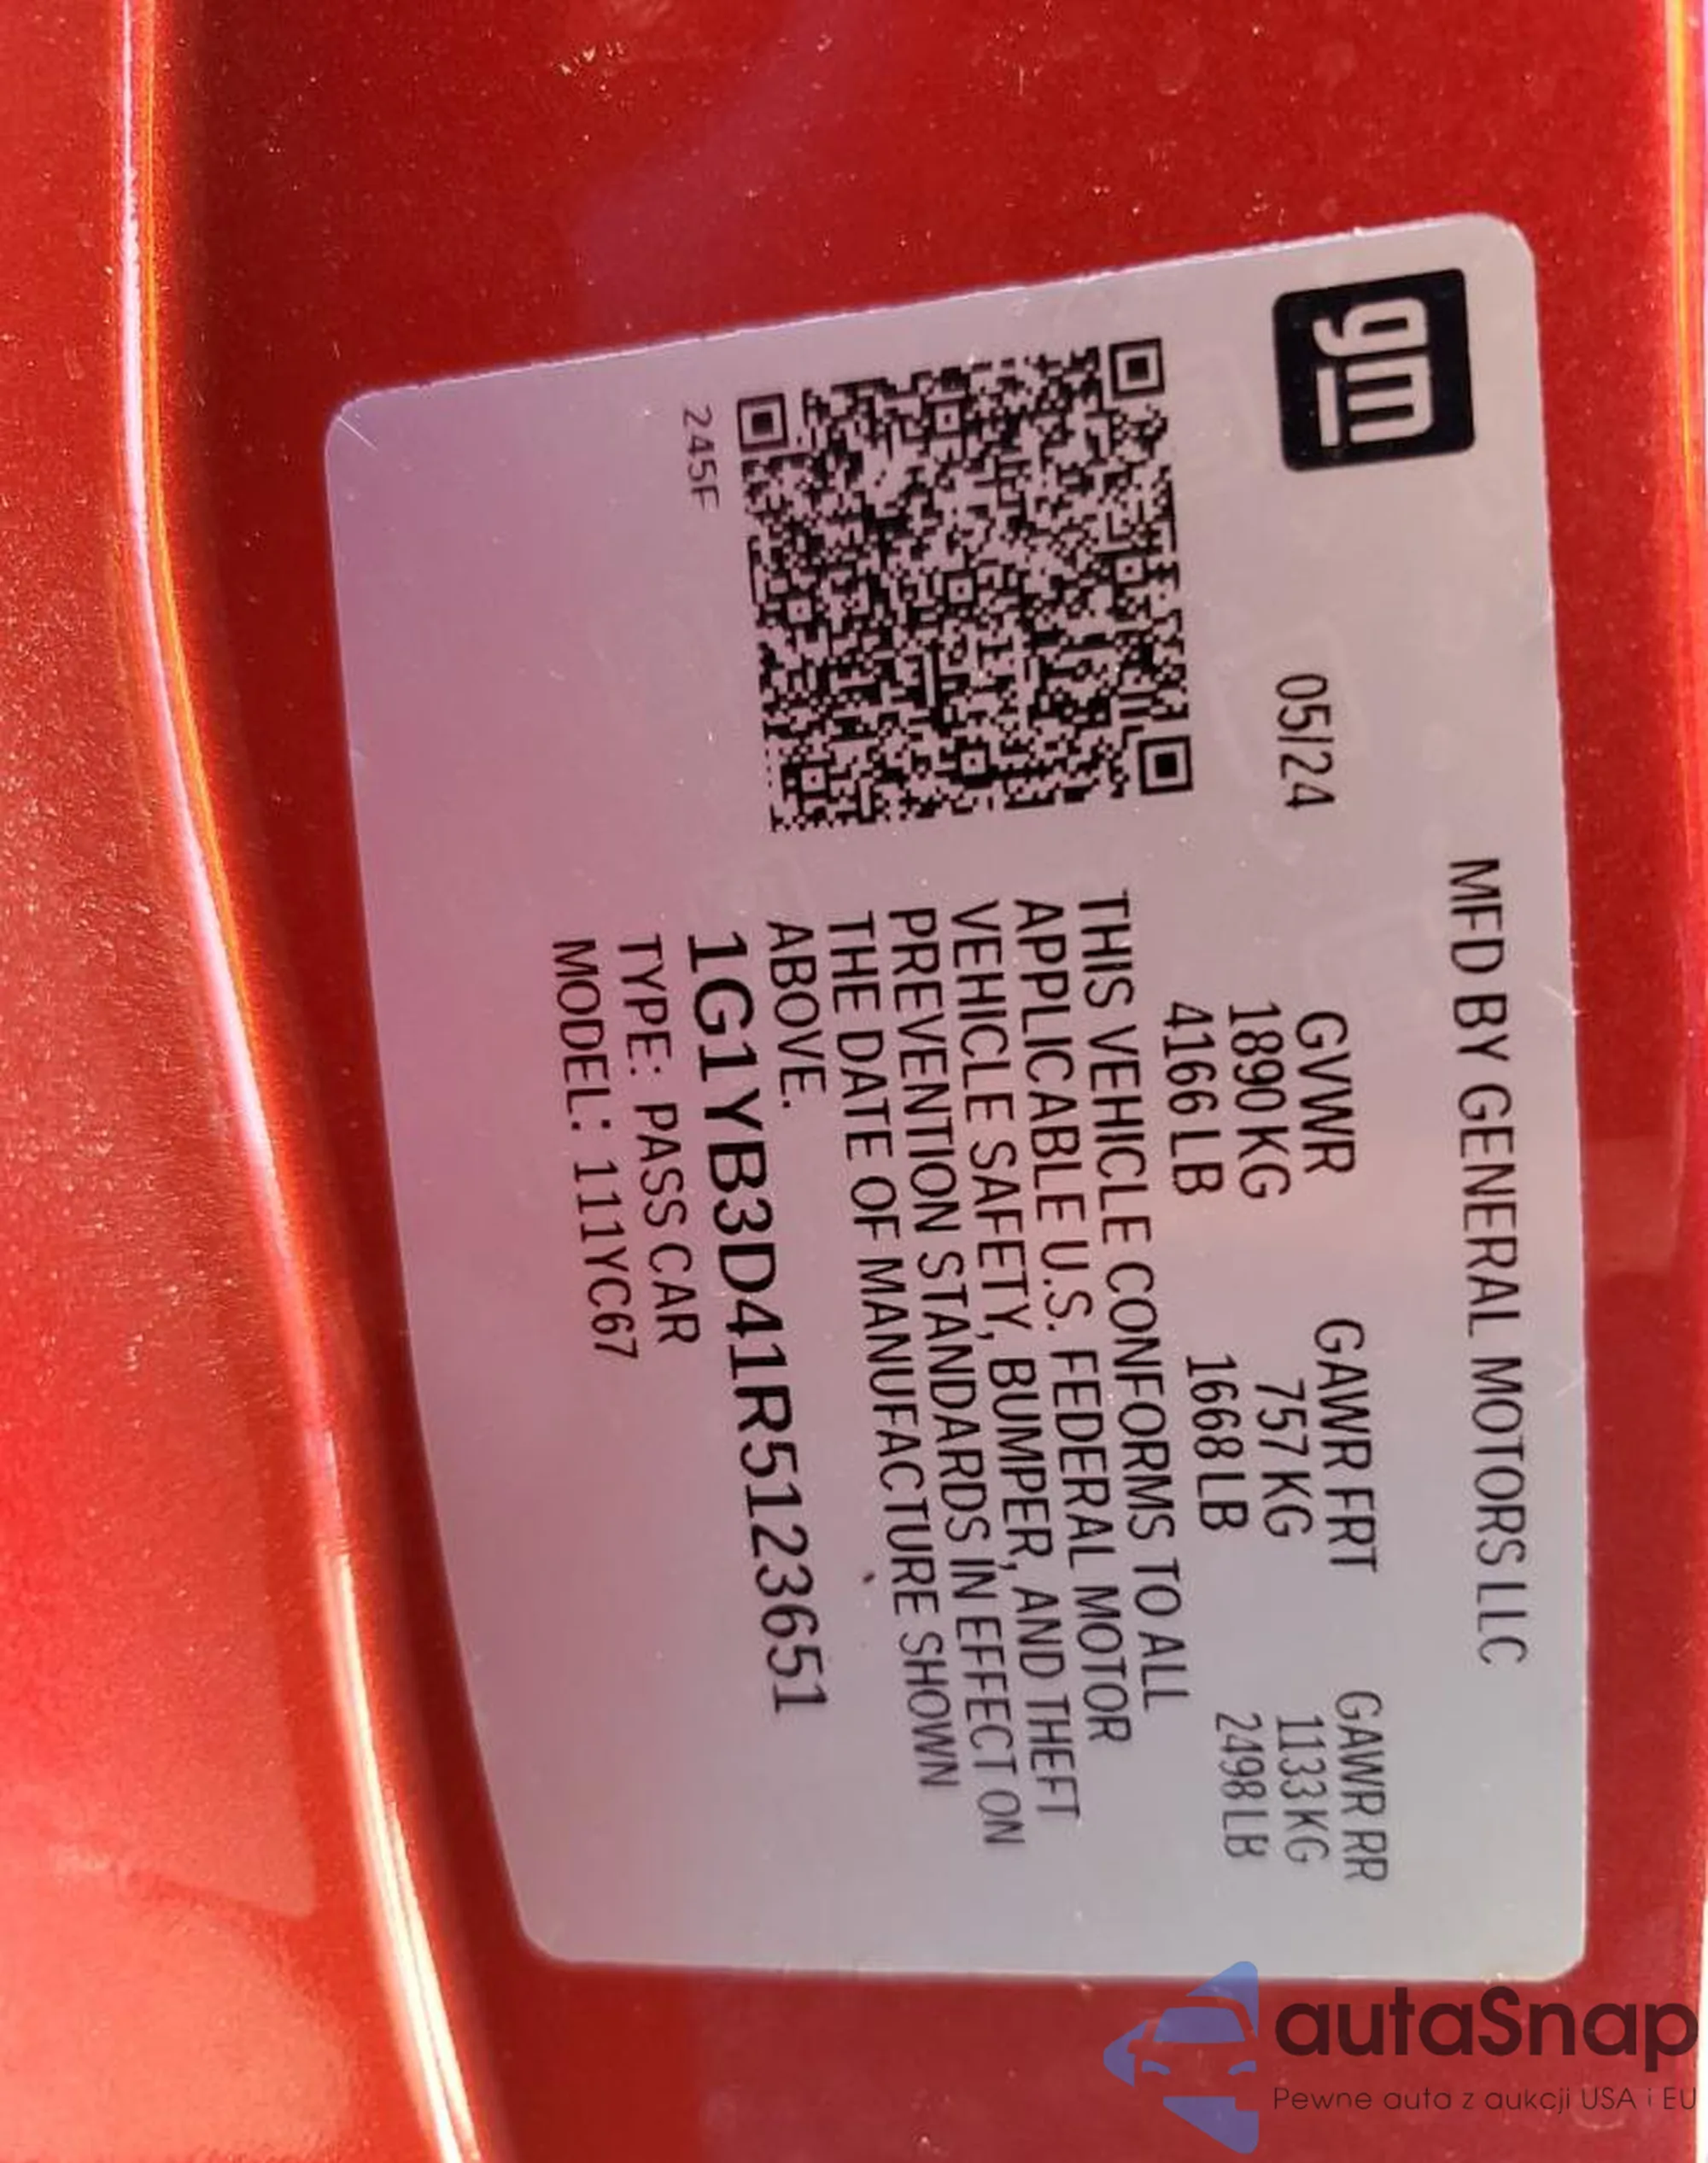 gm
MFD BY GENERAL MOTORS LLC
05/24
GVWR GAWR FRT GAWR RR
1890 KG 757 KG 1133 KG
4166 LB 1668 LB 2498 LB
THIS VEHICLE CONFORMS TO ALL
APPLICABLE U.S. FEDERAL MOTOR
VEHICLE SAFETY, BUMPER, AND THEFT
PREVENTION STANDARDS IN EFFECT ON
THE DATE OF MANUFACTURE SHOWN
ABOVE.
1G1YB3D41R5123651
TYPE: PASS CAR
MODEL: 111YC67
245F
autaSnap
Pewne auta z aukcji USA i EU